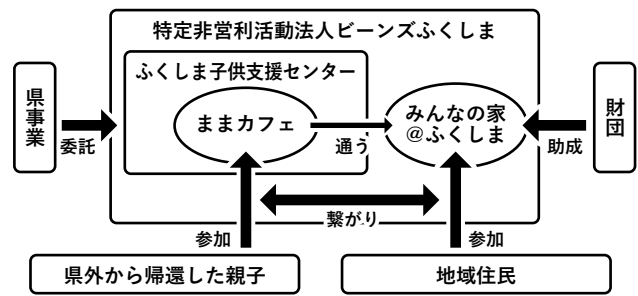 特定非営利活動法人ビーンズふくしま
ふくしま子供支援センター
県事業
委託
ままカフェ
通う
みんなの家
@ふくしま
助成
財団
繋がり
参加
参加
県外から帰還した親子
地域住民